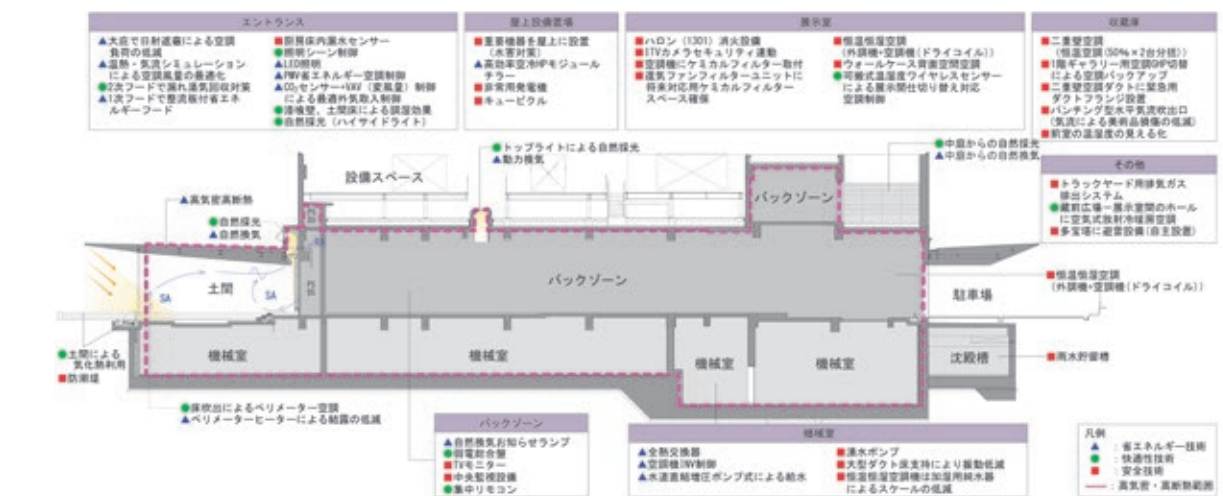 エントランス
▲大庇で日射遮蔽による空調
負荷の低減
▲温熱・気流シミュレーション
による空調風量の最適化
●2次フードで漏れ湯気回収対策
▲1次フードで整流板付省エネ
ルギーフード
■厨房床内漏水センサー
●照明シーン制御
▲LED照明
▲PMV省エネルギー空調制御
▲CO₂センサー+VAV（変風量）制御
による最適外気取入制御
●漆喰壁、土間床による調湿効果
●自然採光（ハイサイドライト）
屋上設備置場
■重要機器を屋上に設置
（水害対策）
▲高効率空冷HPモジュール
チラー
■非常用発電機
■キュービクル
展示室
■ハロン（1301）消火設備
■ITVカメラセキュリティ連動
■空調機にケミカルフィルター取付
■還気ファンフィルターユニットに
将来対応用ケミカルフィルター
スペース確保
■恒温恒湿空調
（外調機+空調機（ドライコイル））
■ウォールケース背面空間空調
●可搬式温湿度ワイヤレスセンサー
による展示間仕切り替え対応
空調制御
収蔵庫
■二重壁空調
（恒温空調（50%×2台分括））
■1階ギャラリー用空調GHP切替
による空調バックアップ
■二重壁空調ダクトに緊急用
ダクトフランジ設置
■パンチング型水平気流吹出口
（気流による美術品損傷の低減）
■前室の温湿度の見える化
その他
■トラックヤード用排気ガス
排出システム
●蔵前広場～展示室間のホール
に空気式放射冷暖房空調
■多宝塔に避雷設備（自主設置）
●トップライトによる自然採光
▲動力換気
●中庭からの自然採光
▲中庭からの自然換気
設備スペース
バックゾーン
▲高気密高断熱
●自然採光
▲自然換気
土間
SA
SA
バックゾーン
■恒温恒湿空調
（外調機+空調機（ドライコイル））
駐車場
●土間による
気化熱利用
■防潮堤
機械室
機械室
機械室
機械室
沈殿槽
■雨水貯留槽
●床吹出によるペリメーター空調
▲ペリメーターヒーターによる結露の低減
バックゾーン
▲自然換気お知らせランプ
●弱電総合盤
■TVモニター
■中央監視設備
●集中リモコン
機械室
▲全熱交換器
▲空調機INV制御
▲水道直結増圧ポンプ式による給水
■湧水ポンプ
■大型ダクト床支持により振動低減
■恒温恒湿空調機は加湿用純水器
によるスケールの低減
凡例
▲：省エネルギー技術
●：快適性技術
■：安全技術
：高気密・高断熱範囲